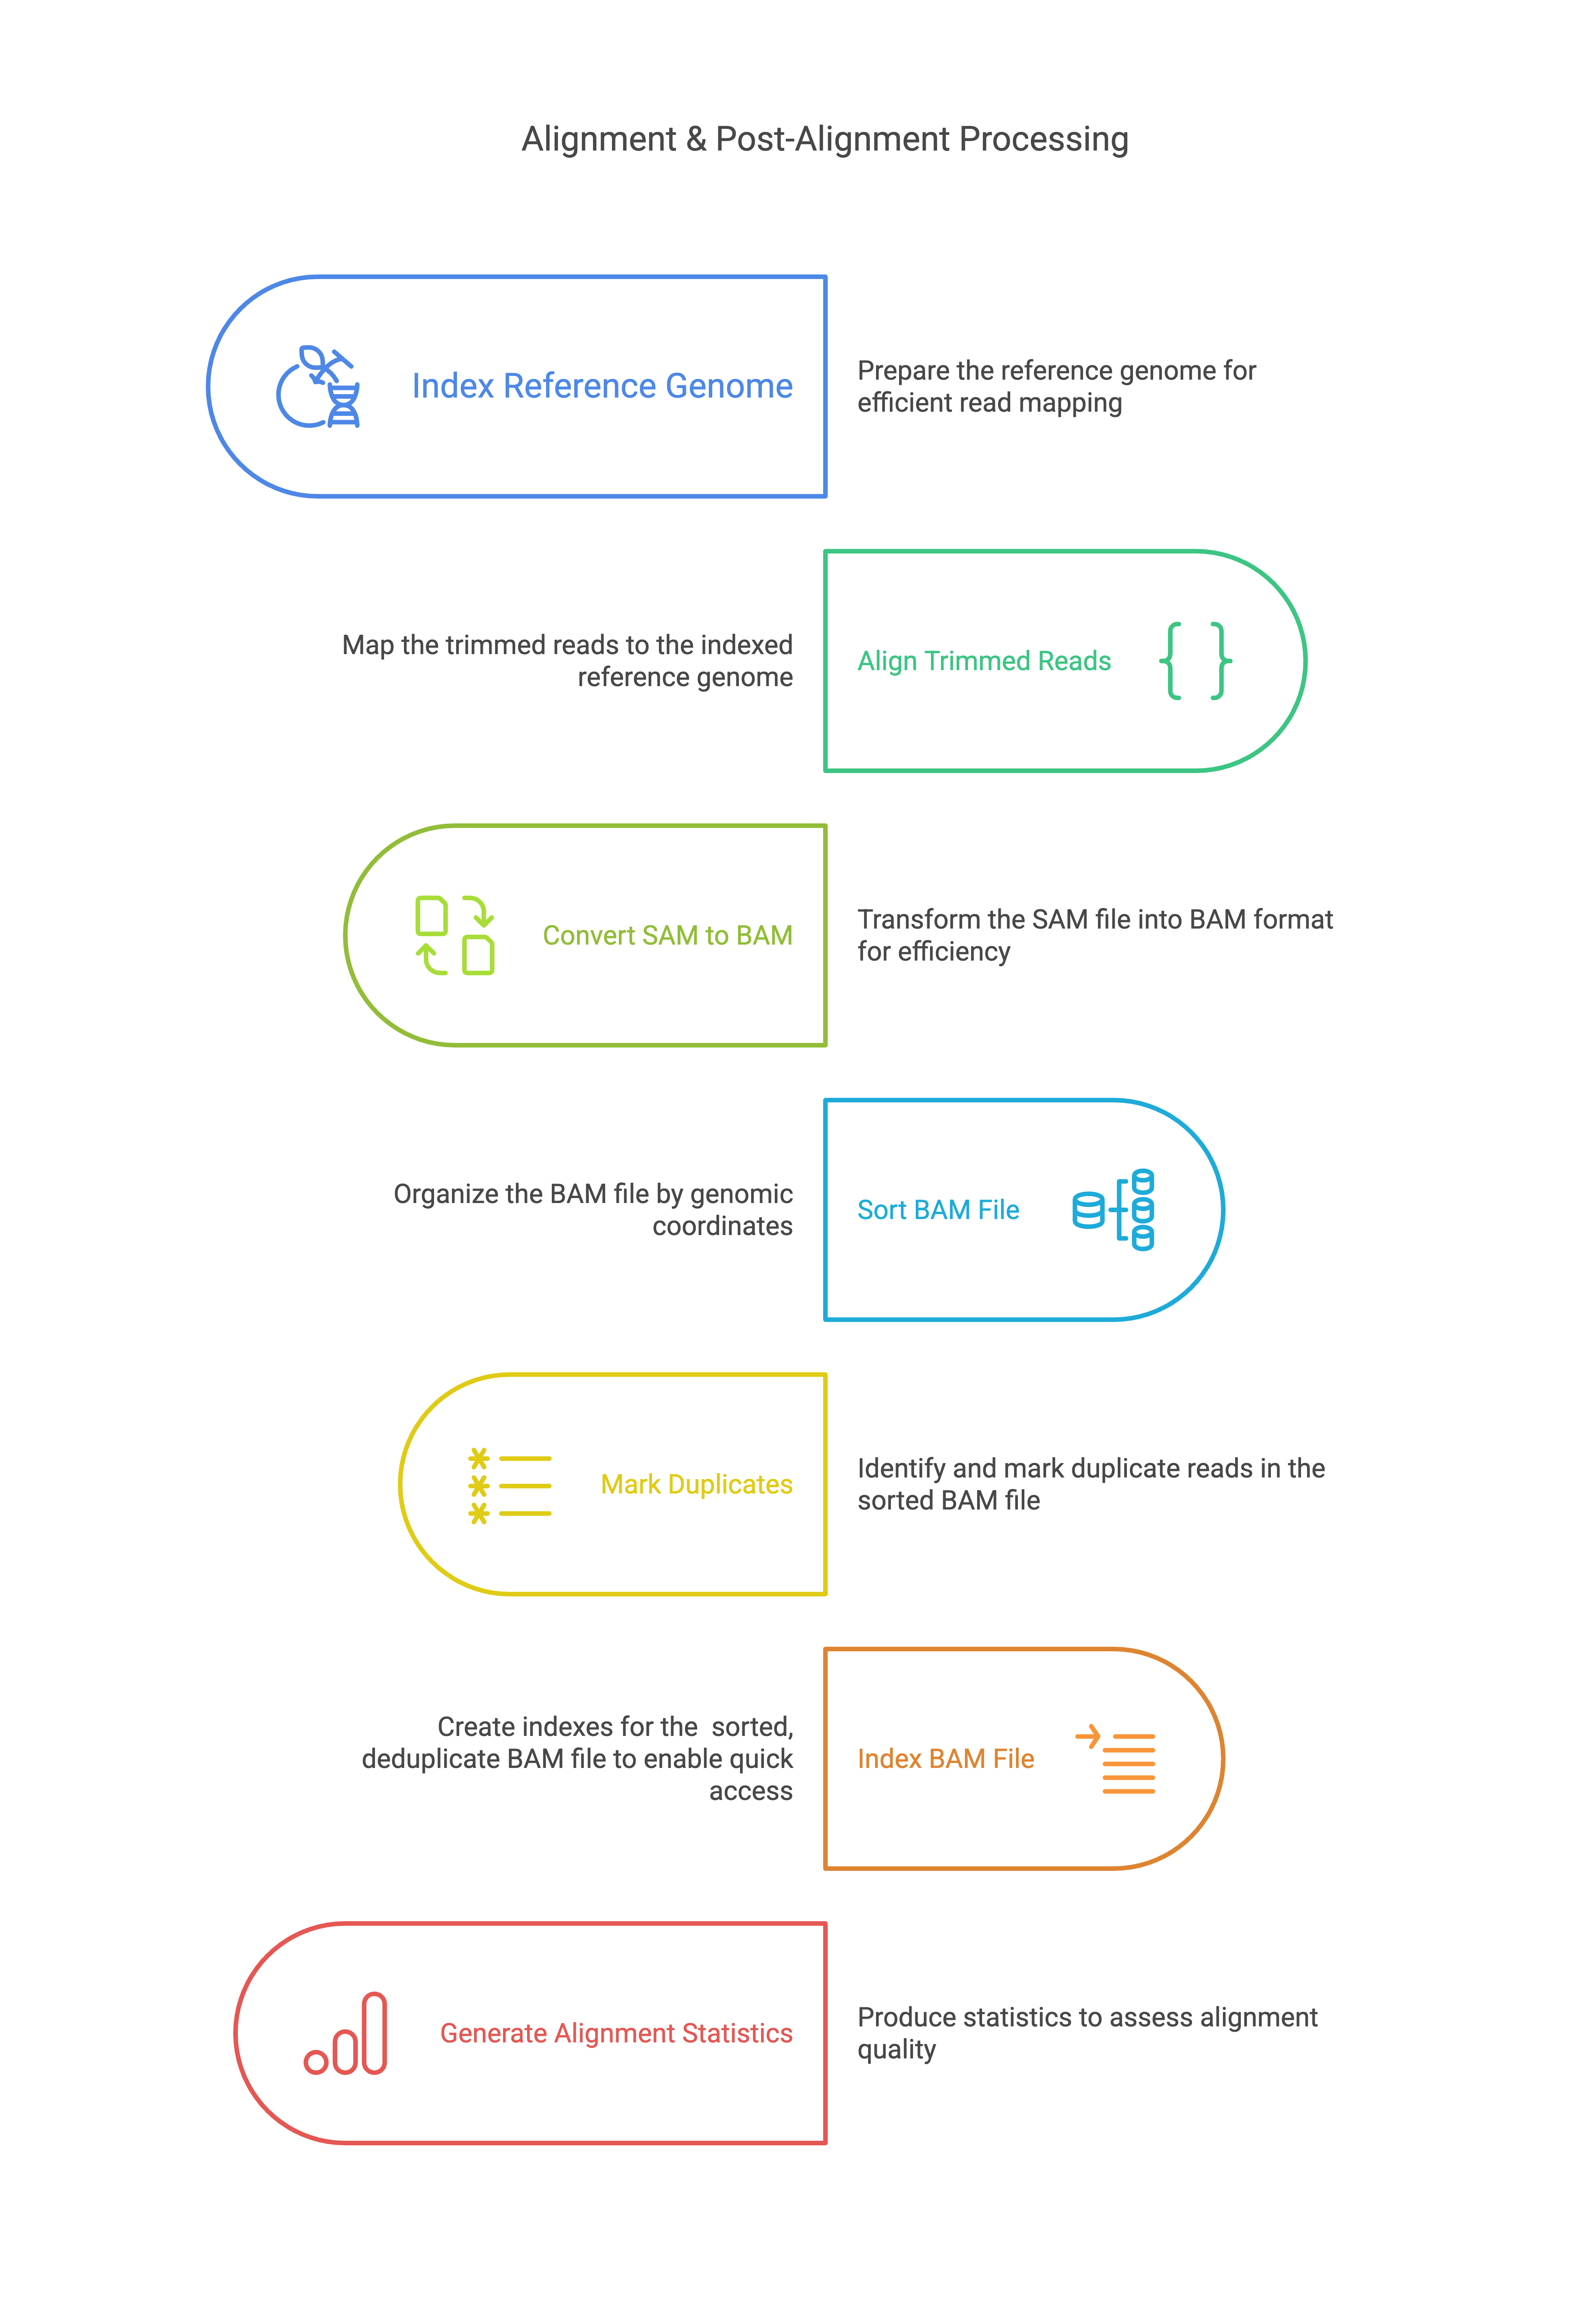 Alignment & Post-Alignment Processing
Index Reference Genome
Prepare the reference genome for
efficient read mapping
Map the trimmed reads to the indexed
reference genome
Align Trimmed Reads
Convert SAM to BAM
Transform the SAM file into BAM format
for efficiency
Organize the BAM file by genomic
coordinates
Sort BAM File
Mark Duplicates
Identify and mark duplicate reads in the
sorted BAM file
Create indexes for the  sorted,
deduplicate BAM file to enable quick
access
Index BAM File
Generate Alignment Statistics
Produce statistics to assess alignment
quality